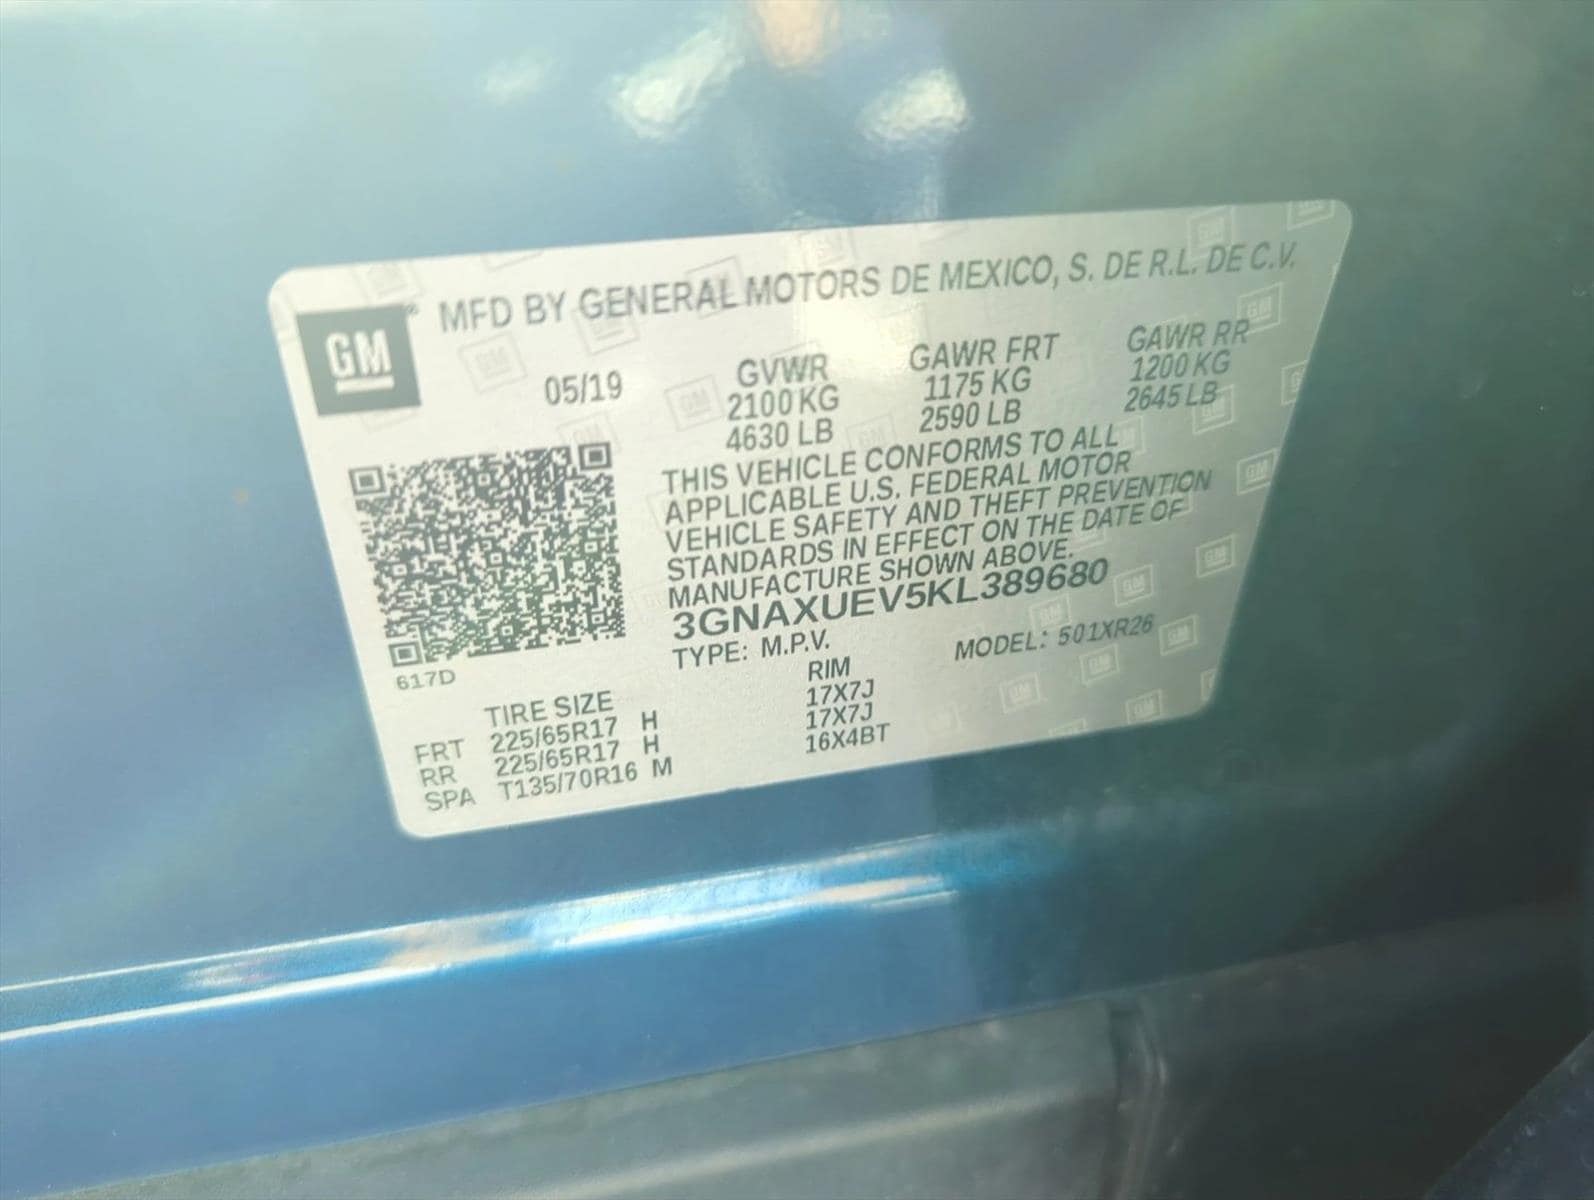 MFD BY GENERAL MOTORS DE MEXICO, S. DE R.L. DE C.V.
GM
05/19
GVWR GAWR FRT GAWR RR
2100 KG 1175 KG 1200 KG
4630 LB 2590 LB 2645 LB
THIS VEHICLE CONFORMS TO ALL
APPLICABLE U.S. FEDERAL MOTOR
VEHICLE SAFETY AND THEFT PREVENTION
STANDARDS IN EFFECT ON THE DATE OF
MANUFACTURE SHOWN ABOVE.
3GNAXUEV5KL389680
TYPE: M.P.V. MODEL: 501XR26
617D
TIRE SIZE RIM
FRT 225/65R17 H 17X7J
RR 225/65R17 H 17X7J
SPA T135/70R16 M 16X4BT